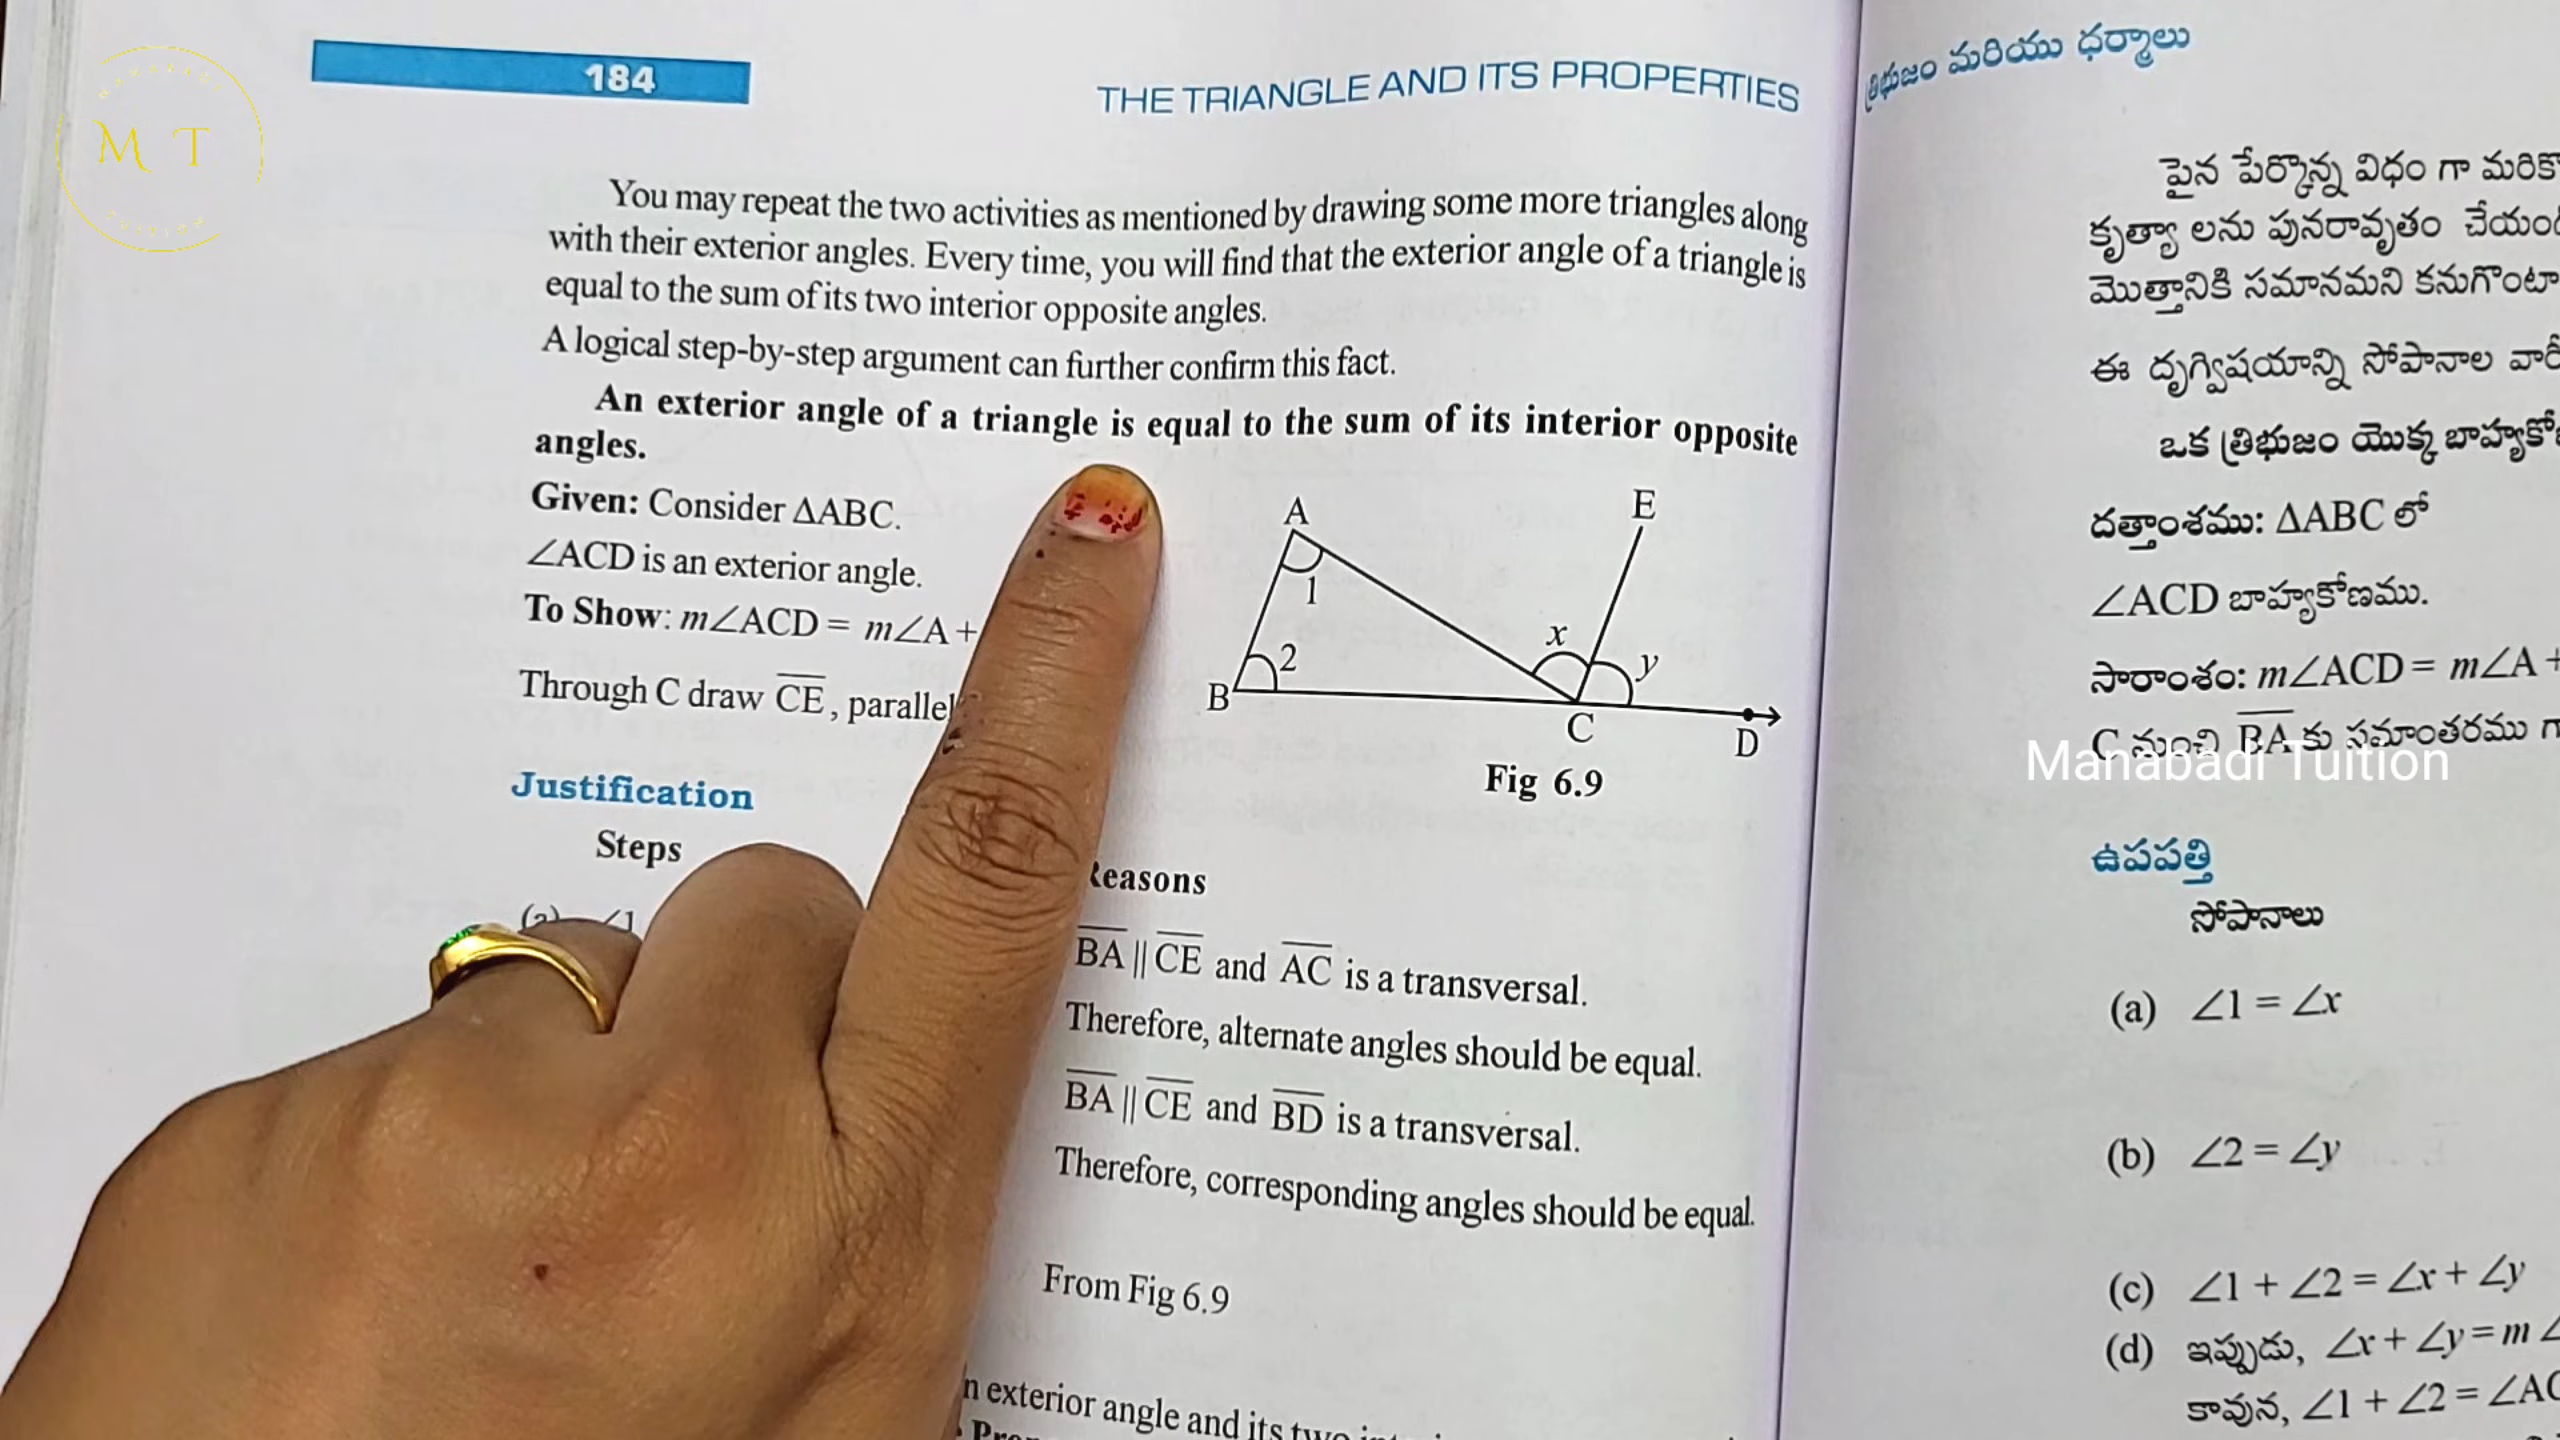 M T
184
THE TRIANGLE AND ITS PROPERTIES
You may repeat the two activities as mentioned by drawing some more triangles along
with their exterior angles. Every time, you will find that the exterior angle of a triangle is
equal to the sum of its two interior opposite angles.
A logical step-by-step argument can further confirm this fact.
An exterior angle of a triangle is equal to the sum of its interior opposite
angles.
Given: Consider ΔABC.
∠ACD is an exterior angle.
To Show: m∠ACD = m∠A +
Through C draw C̅E̅, parallel
A
E
1
x
2
y
B
C
D
Fig 6.9
Justification
Steps
Reasons
(a) ∠1
B̅A̅ || C̅E̅ and A̅C̅ is a transversal.
Therefore, alternate angles should be equal.
B̅A̅ || C̅E̅ and B̅D̅ is a transversal.
Therefore, corresponding angles should be equal.
From Fig 6.9
exterior angle and its two
త్రిభుజం మరియు ధర్మాలు
పైన పేర్కొన్న విధం గా
కృత్యా లను పునరావృతం
మొత్తానికి సమానమని
ఈ దృగ్విషయాన్ని సోపానాల
ఒక త్రిభుజం యొక్క
దత్తాంశము: ΔABC లో
∠ACD బాహ్యకోణము.
సారాంశం: m∠ACD = m∠A +
C నుంచి B̅A̅ కు సమాంతరము
Manabadi Tuition
ఉపపత్తి
సోపానాలు
(a) ∠1 = ∠x
(b) ∠2 = ∠y
(c) ∠1 + ∠2 = ∠x + ∠y
(d) ఇప్పుడు, ∠x + ∠y = m
కావున, ∠1 + ∠2 =